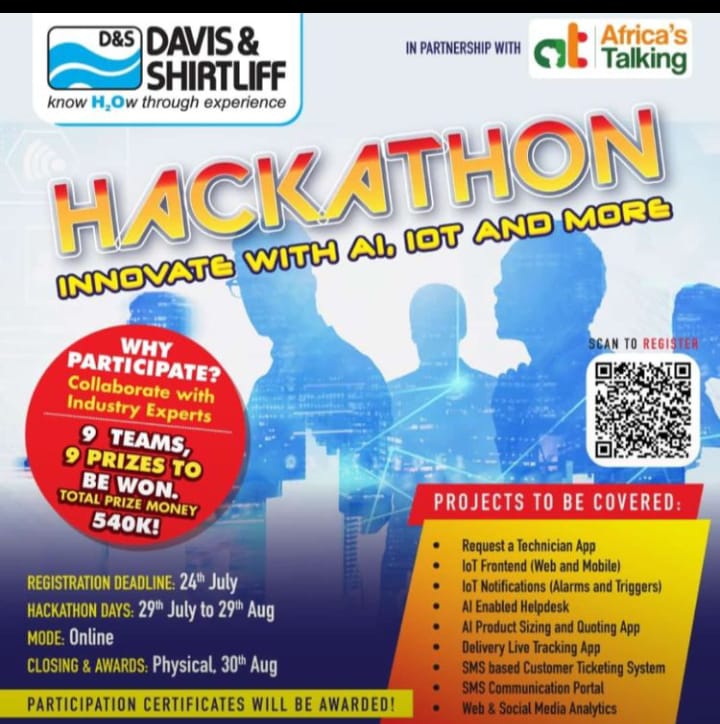 D&S DAVIS & SHIRTLIFF
know H₂Ow through experience
IN PARTNERSHIP WITH
at Africa's Talking
HACKATHON
INNOVATE WITH AI, IOT AND MORE
WHY
PARTICIPATE?
Collaborate with
Industry Experts
9 TEAMS,
9 PRIZES TO
BE WON.
TOTAL PRIZE MONEY
540K!
SCAN TO REGISTER
PROJECTS TO BE COVERED:
• Request a Technician App
• IoT Frontend (Web and Mobile)
• IoT Notifications (Alarms and Triggers)
• AI Enabled Helpdesk
• AI Product Sizing and Quoting App
• Delivery Live Tracking App
• SMS based Customer Ticketing System
• SMS Communication Portal
• Web & Social Media Analytics
REGISTRATION DEADLINE: 24th July
HACKATHON DAYS: 29th July to 29th Aug
MODE: Online
CLOSING & AWARDS: Physical, 30th Aug
PARTICIPATION CERTIFICATES WILL BE AWARDED!